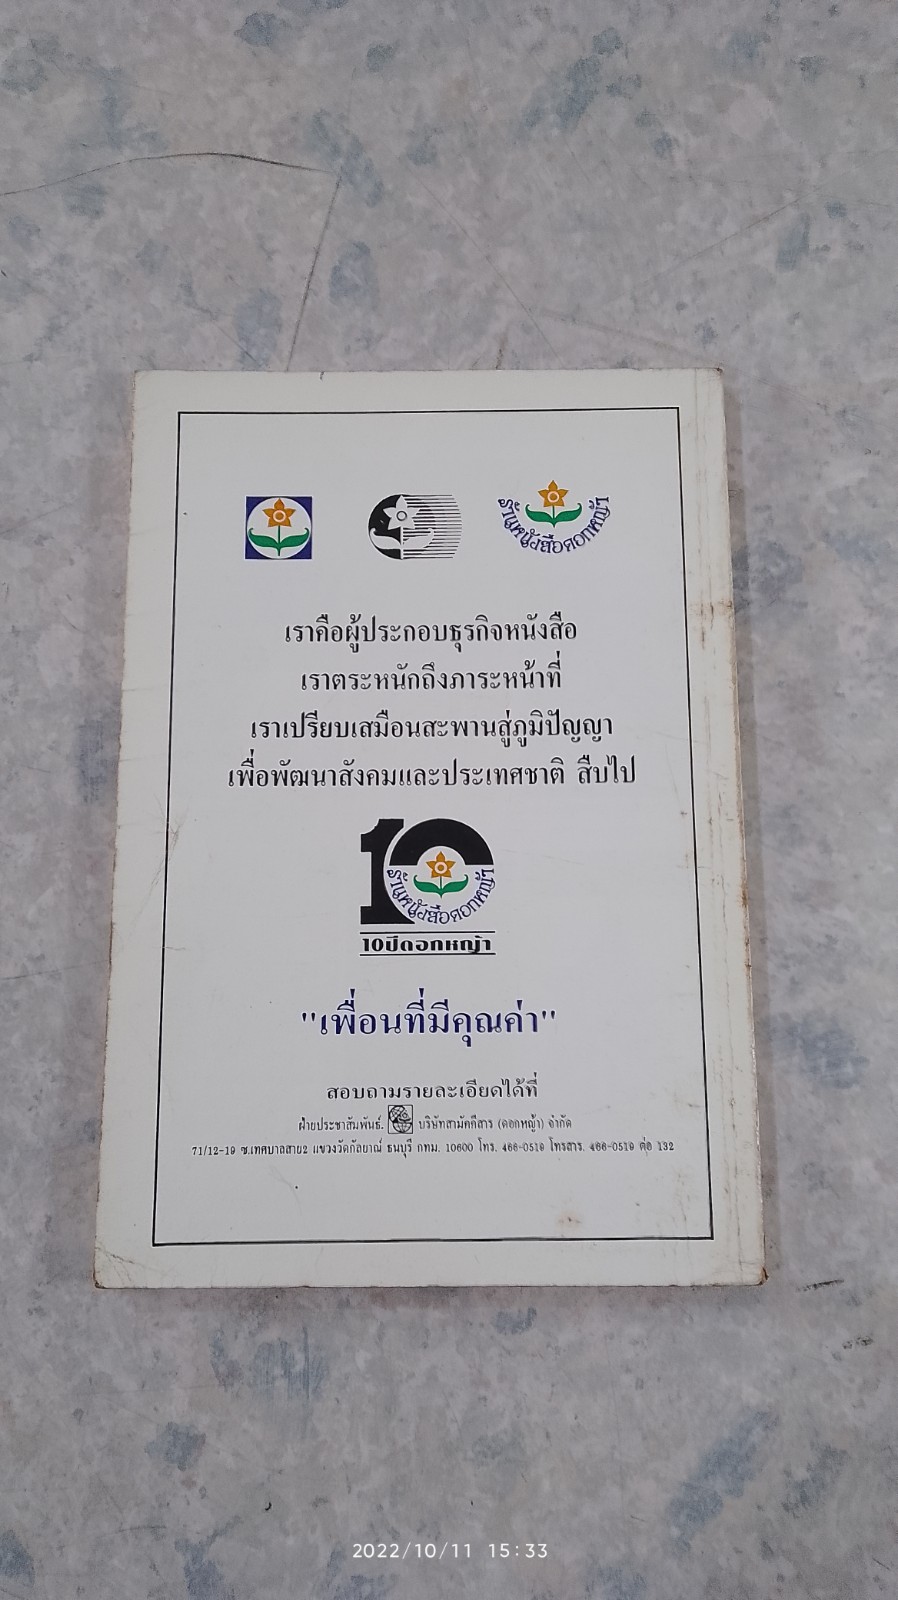 ร้านหนังสือดอกหญ้า
เราคือผู้ประกอบธุรกิจหนังสือ
เราตระหนักถึงภาระหน้าที่
เราเปรียบเสมือนสะพานสู่ภูมิปัญญา
เพื่อพัฒนาสังคมและประเทศชาติ สืบไป
10
ร้านหนังสือดอกหญ้า
10ปีดอกหญ้า
"เพื่อนที่มีคุณค่า"
สอบถามรายละเอียดได้ที่
ฝ่ายประชาสัมพันธ์. บริษัทสามัคคีสาร (ดอกหญ้า) จำกัด
71/12-19 ซ.เทศบาลสาย2 แขวงวัดกัลยาณ์ ธนบุรี กทม. 10600 โทร. 466-0519 โทรสาร. 466-0519 ต่อ 132
2022/10/11 15:33